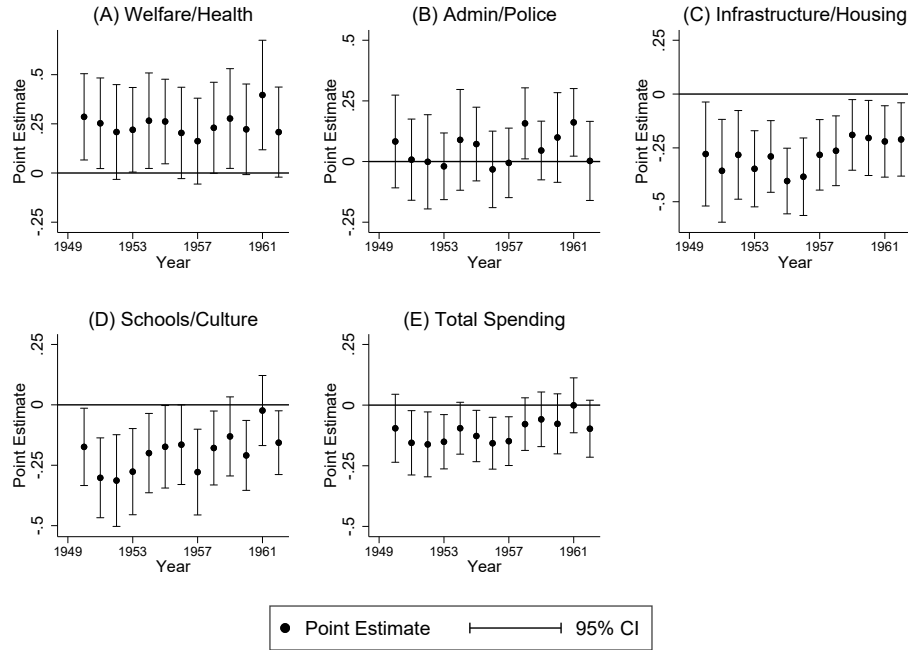 (A) Welfare/Health
Point Estimate
.5
.25
0
-.25
1949 1953 1957 1961
Year
(B) Admin/Police
Point Estimate
.5
.25
0
-.25
1949 1953 1957 1961
Year
(C) Infrastructure/Housing
Point Estimate
.25
0
-.25
-.5
1949 1953 1957 1961
Year
(D) Schools/Culture
Point Estimate
.25
0
-.25
-.5
1949 1953 1957 1961
Year
(E) Total Spending
Point Estimate
.25
0
-.25
-.5
1949 1953 1957 1961
Year
Point Estimate 95% CI